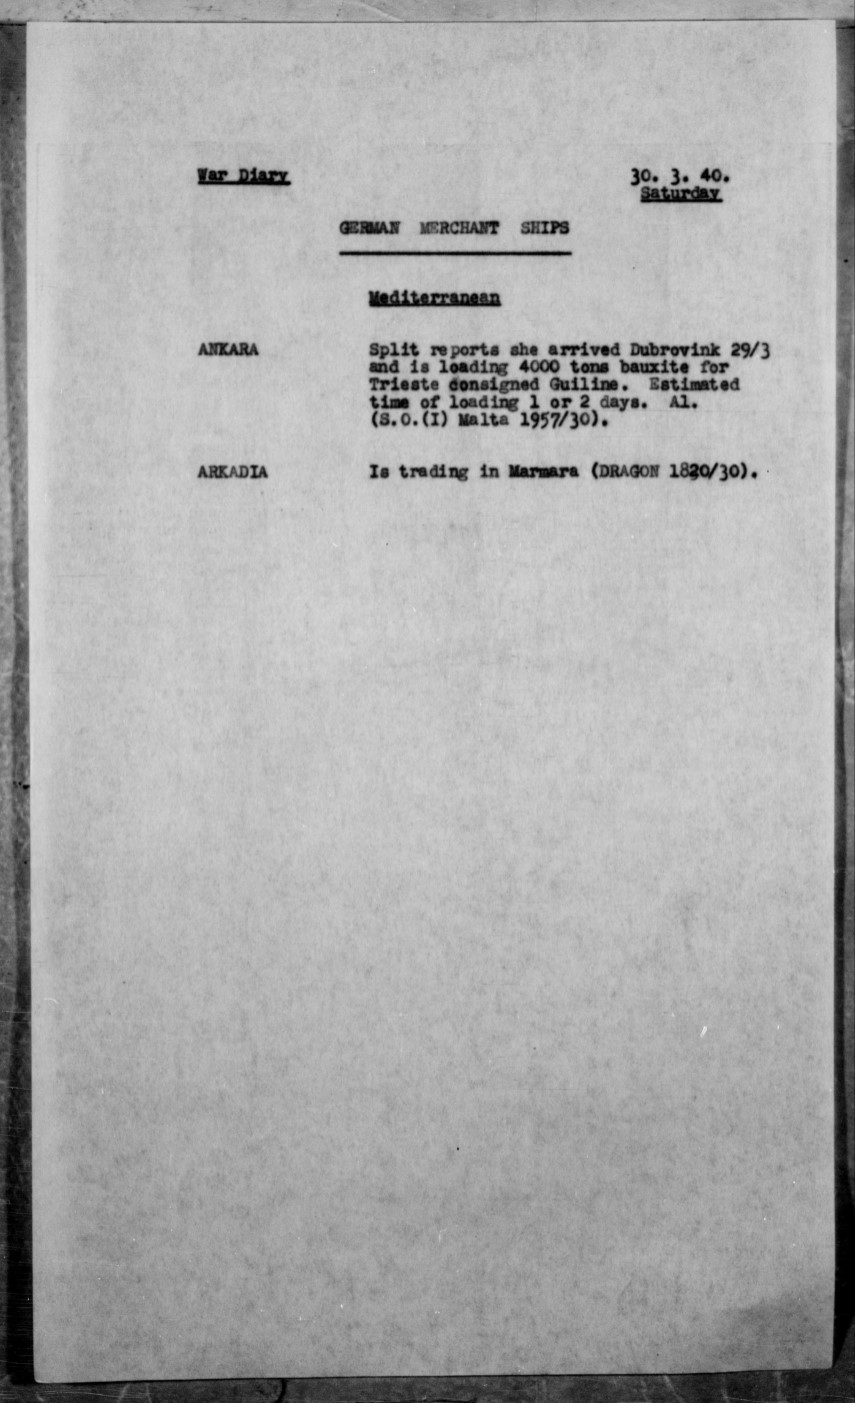 War Diary
30. 3. 40.
Saturday
GERMAN MERCHANT SHIPS
Mediterranean
ANKARA Split reports she arrived Dubrovink 29/3
and is loading 4000 tons bauxite for
Trieste consigned Guiline. Estimated
time of loading 1 or 2 days. A1.
(S.O.(I) Malta 1957/30).
ARKADIA Is trading in Marmara (DRAGON 1820/30).